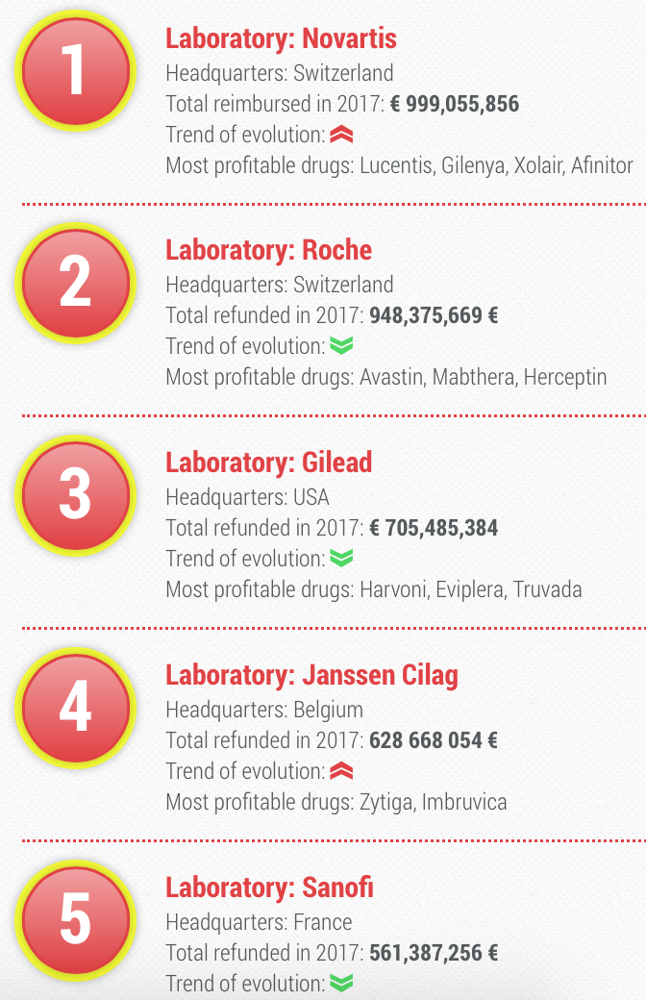 1
Laboratory: Novartis
Headquarters: Switzerland
Total reimbursed in 2017: € 999,055,856
Trend of evolution:
Most profitable drugs: Lucentis, Gilenya, Xolair, Afinitor
2
Laboratory: Roche
Headquarters: Switzerland
Total refunded in 2017: 948,375,669 €
Trend of evolution:
Most profitable drugs: Avastin, Mabthera, Herceptin
3
Laboratory: Gilead
Headquarters: USA
Total refunded in 2017: € 705,485,384
Trend of evolution:
Most profitable drugs: Harvoni, Eviplera, Truvada
4
Laboratory: Janssen Cilag
Headquarters: Belgium
Total refunded in 2017: 628 668 054 €
Trend of evolution:
Most profitable drugs: Zytiga, Imbruvica
5
Laboratory: Sanofi
Headquarters: France
Total refunded in 2017: 561,387,256 €
Trend of evolution: